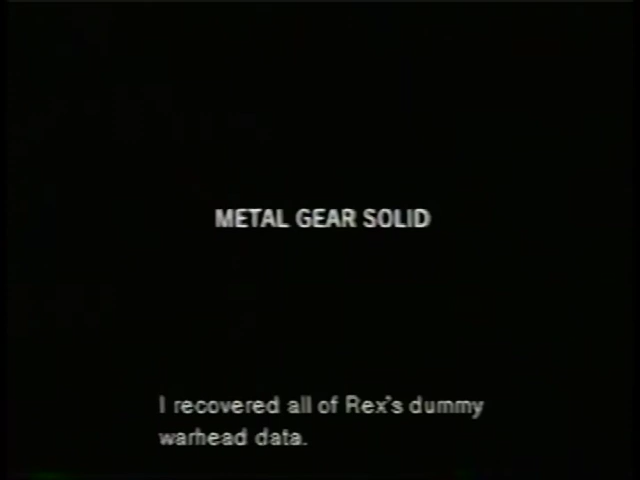 METAL GEAR SOLID
I recovered all of Rex's dummy
warhead data.